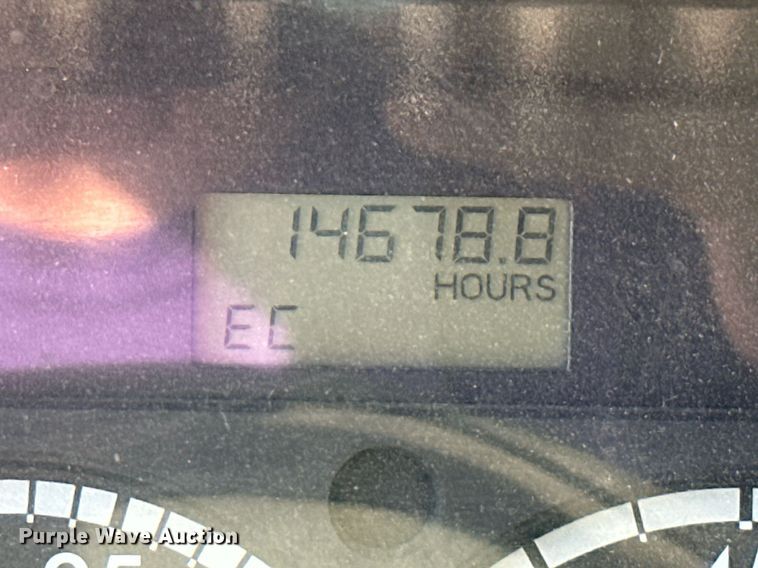 14678.8
HOURS
EC
Purple Wave Auction